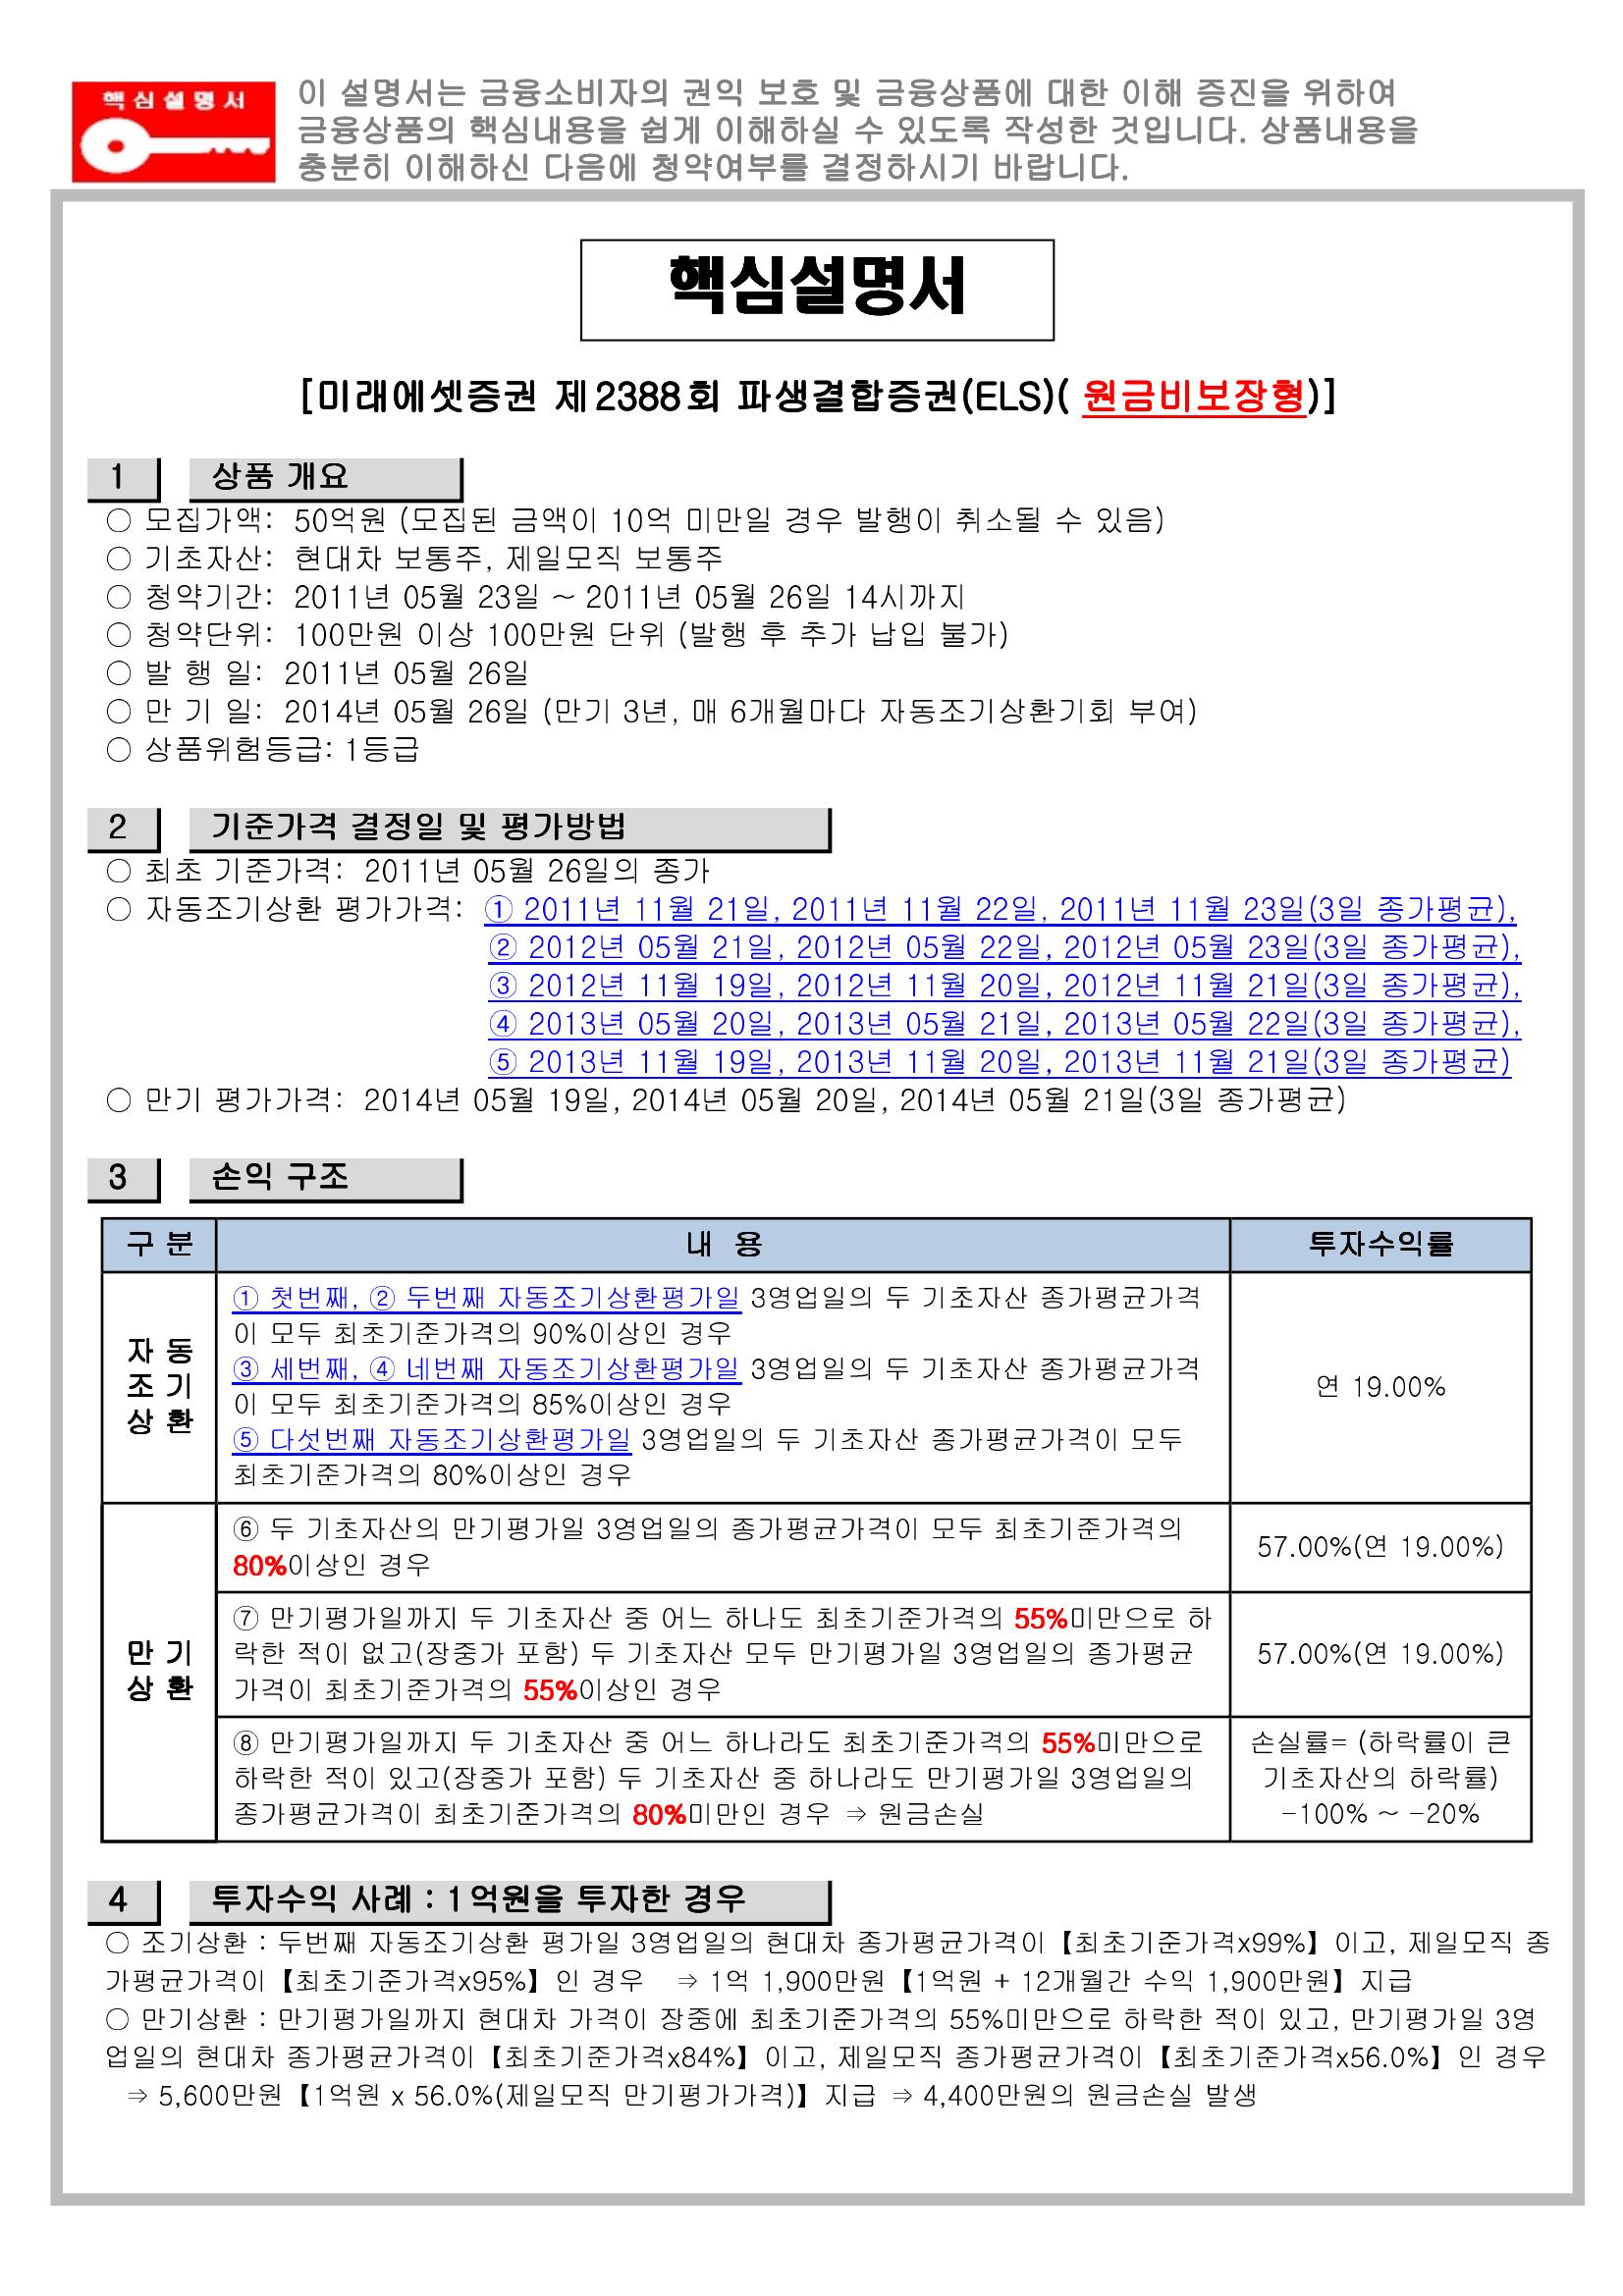 핵심설명서
이 설명서는 금융소비자의 권익 보호 및 금융상품에 대한 이해 증진을 위하여
금융상품의 핵심내용을 쉽게 이해하실 수 있도록 작성한 것입니다. 상품내용을
충분히 이해하신 다음에 청약여부를 결정하시기 바랍니다.
핵심설명서
[미래에셋증권 제2388회 파생결합증권(ELS)( 원금비보장형)]
1 상품 개요
○ 모집가액: 50억원 (모집된 금액이 10억 미만일 경우 발행이 취소될 수 있음)
○ 기초자산: 현대차 보통주, 제일모직 보통주
○ 청약기간: 2011년 05월 23일 ~ 2011년 05월 26일 14시까지
○ 청약단위: 100만원 이상 100만원 단위 (발행 후 추가 납입 불가)
○ 발 행 일: 2011년 05월 26일
○ 만 기 일: 2014년 05월 26일 (만기 3년, 매 6개월마다 자동조기상환기회 부여)
○ 상품위험등급: 1등급
2 기준가격 결정일 및 평가방법
○ 최초 기준가격: 2011년 05월 26일의 종가
○ 자동조기상환 평가가격: ① 2011년 11월 21일, 2011년 11월 22일, 2011년 11월 23일(3일 종가평균),
② 2012년 05월 21일, 2012년 05월 22일, 2012년 05월 23일(3일 종가평균),
③ 2012년 11월 19일, 2012년 11월 20일, 2012년 11월 21일(3일 종가평균),
④ 2013년 05월 20일, 2013년 05월 21일, 2013년 05월 22일(3일 종가평균),
⑤ 2013년 11월 19일, 2013년 11월 20일, 2013년 11월 21일(3일 종가평균)
○ 만기 평가가격: 2014년 05월 19일, 2014년 05월 20일, 2014년 05월 21일(3일 종가평균)
3 손익 구조
구 분 내 용 투자수익률
자 동
조 기
상 환
① 첫번째, ② 두번째 자동조기상환평가일 3영업일의 두 기초자산 종가평균가격
이 모두 최초기준가격의 90%이상인 경우
③ 세번째, ④ 네번째 자동조기상환평가일 3영업일의 두 기초자산 종가평균가격
이 모두 최초기준가격의 85%이상인 경우
⑤ 다섯번째 자동조기상환평가일 3영업일의 두 기초자산 종가평균가격이 모두
최초기준가격의 80%이상인 경우
연 19.00%
만 기
상 환
⑥ 두 기초자산의 만기평가일 3영업일의 종가평균가격이 모두 최초기준가격의
80%이상인 경우
57.00%(연 19.00%)
⑦ 만기평가일까지 두 기초자산 중 어느 하나도 최초기준가격의 55%미만으로 하
락한 적이 없고(장중가 포함) 두 기초자산 모두 만기평가일 3영업일의 종가평균
가격이 최초기준가격의 55%이상인 경우
57.00%(연 19.00%)
⑧ 만기평가일까지 두 기초자산 중 어느 하나라도 최초기준가격의 55%미만으로
하락한 적이 있고(장중가 포함) 두 기초자산 중 하나라도 만기평가일 3영업일의
종가평균가격이 최초기준가격의 80%미만인 경우 ⇒ 원금손실
손실률= (하락률이 큰
기초자산의 하락률)
-100% ~ -20%
4 투자수익 사례 : 1억원을 투자한 경우
○ 조기상환 : 두번째 자동조기상환 평가일 3영업일의 현대차 종가평균가격이【최초기준가격x99%】이고, 제일모직 종
가평균가격이【최초기준가격x95%】인 경우 ⇒ 1억 1,900만원【1억원 + 12개월간 수익 1,900만원】지급
○ 만기상환 : 만기평가일까지 현대차 가격이 장중에 최초기준가격의 55%미만으로 하락한 적이 있고, 만기평가일 3영
업일의 현대차 종가평균가격이【최초기준가격x84%】이고, 제일모직 종가평균가격이【최초기준가격x56.0%】인 경우
⇒ 5,600만원【1억원 x 56.0%(제일모직 만기평가가격)】지급 ⇒ 4,400만원의 원금손실 발생